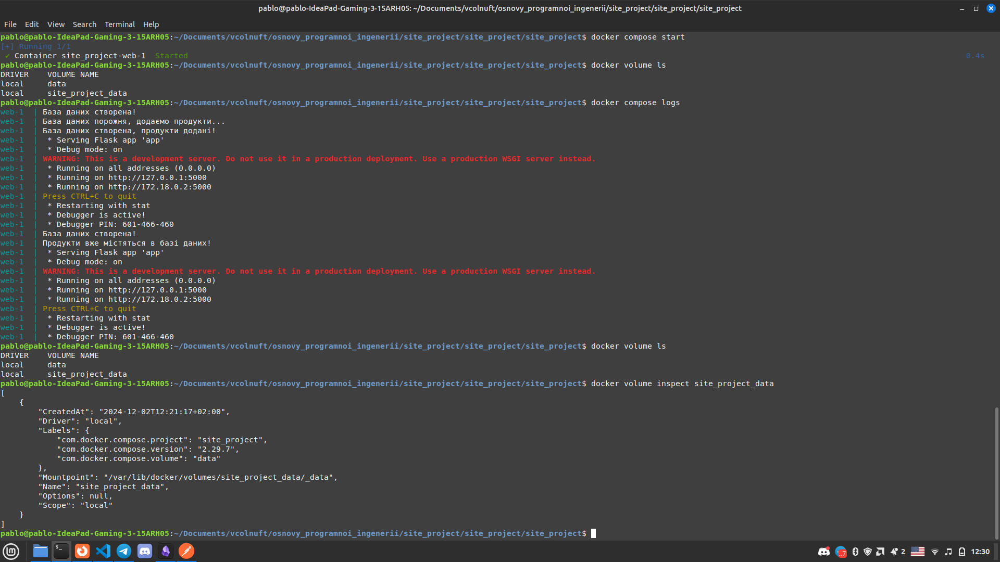 pablo@pablo-IdeaPad-Gaming-3-15ARH05: ~/Documents/vcolnuft/osnovy_programnoi_ingenerii/site_project/site_project/site_project
File Edit View Search Terminal Help
pablo@pablo-IdeaPad-Gaming-3-15ARH05:~/Documents/vcolnuft/osnovy_programnoi_ingenerii/site_project/site_project/site_project$ docker compose start
[+] Running 1/1
✔ Container site_project-web-1 Started 0.4s
pablo@pablo-IdeaPad-Gaming-3-15ARH05:~/Documents/vcolnuft/osnovy_programnoi_ingenerii/site_project/site_project/site_project$ docker volume ls
DRIVER VOLUME NAME
local data
local site_project_data
pablo@pablo-IdeaPad-Gaming-3-15ARH05:~/Documents/vcolnuft/osnovy_programnoi_ingenerii/site_project/site_project/site_project$ docker compose logs
web-1 | База даних створена!
web-1 | База даних порожня, додаємо продукти...
web-1 | База даних створена, продукти додані!
web-1 | * Serving Flask app 'app'
web-1 | * Debug mode: on
web-1 | WARNING: This is a development server. Do not use it in a production deployment. Use a production WSGI server instead.
web-1 | * Running on all addresses (0.0.0.0)
web-1 | * Running on http://127.0.0.1:5000
web-1 | * Running on http://172.18.0.2:5000
web-1 | Press CTRL+C to quit
web-1 | * Restarting with stat
web-1 | * Debugger is active!
web-1 | * Debugger PIN: 601-466-460
web-1 | База даних створена!
web-1 | Продукти вже містяться в базі даних!
web-1 | * Serving Flask app 'app'
web-1 | * Debug mode: on
web-1 | WARNING: This is a development server. Do not use it in a production deployment. Use a production WSGI server instead.
web-1 | * Running on all addresses (0.0.0.0)
web-1 | * Running on http://127.0.0.1:5000
web-1 | * Running on http://172.18.0.2:5000
web-1 | Press CTRL+C to quit
web-1 | * Restarting with stat
web-1 | * Debugger is active!
web-1 | * Debugger PIN: 601-466-460
pablo@pablo-IdeaPad-Gaming-3-15ARH05:~/Documents/vcolnuft/osnovy_programnoi_ingenerii/site_project/site_project/site_project$ docker volume ls
DRIVER VOLUME NAME
local data
local site_project_data
pablo@pablo-IdeaPad-Gaming-3-15ARH05:~/Documents/vcolnuft/osnovy_programnoi_ingenerii/site_project/site_project/site_project$ docker volume inspect site_project_data
[
{
"CreatedAt": "2024-12-02T12:21:17+02:00",
"Driver": "local",
"Labels": {
"com.docker.compose.project": "site_project",
"com.docker.compose.version": "2.29.7",
"com.docker.compose.volume": "data"
},
"Mountpoint": "/var/lib/docker/volumes/site_project_data/_data",
"Name": "site_project_data",
"Options": null,
"Scope": "local"
}
]
pablo@pablo-IdeaPad-Gaming-3-15ARH05:~/Documents/vcolnuft/osnovy_programnoi_ingenerii/site_project/site_project/site_project$
..7 2 12:30